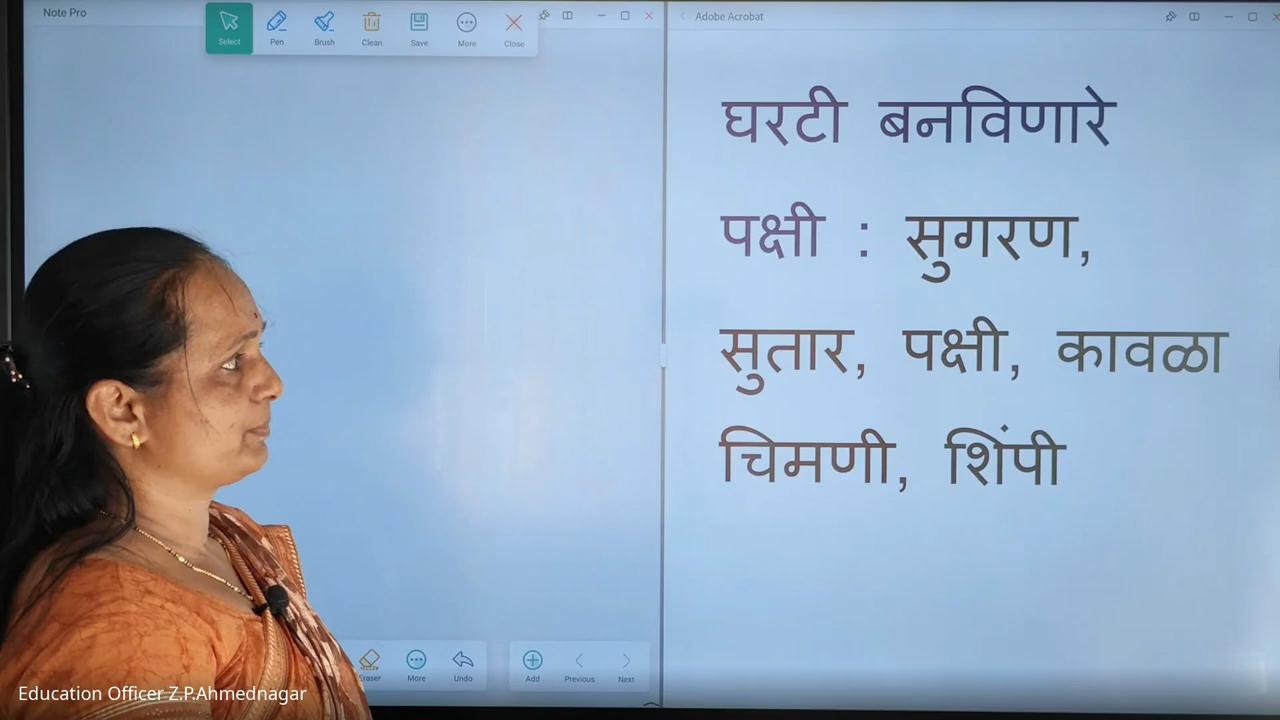 Note Pro
Select Pen Brush Clean Save More Close
Adobe Acrobat
घरटी बनविणारे
पक्षी : सुगरण,
सुतार, पक्षी, कावळा
चिमणी, शिंपी
Eraser More Undo
Add Previous Next
Education Officer Z.P.Ahmednagar